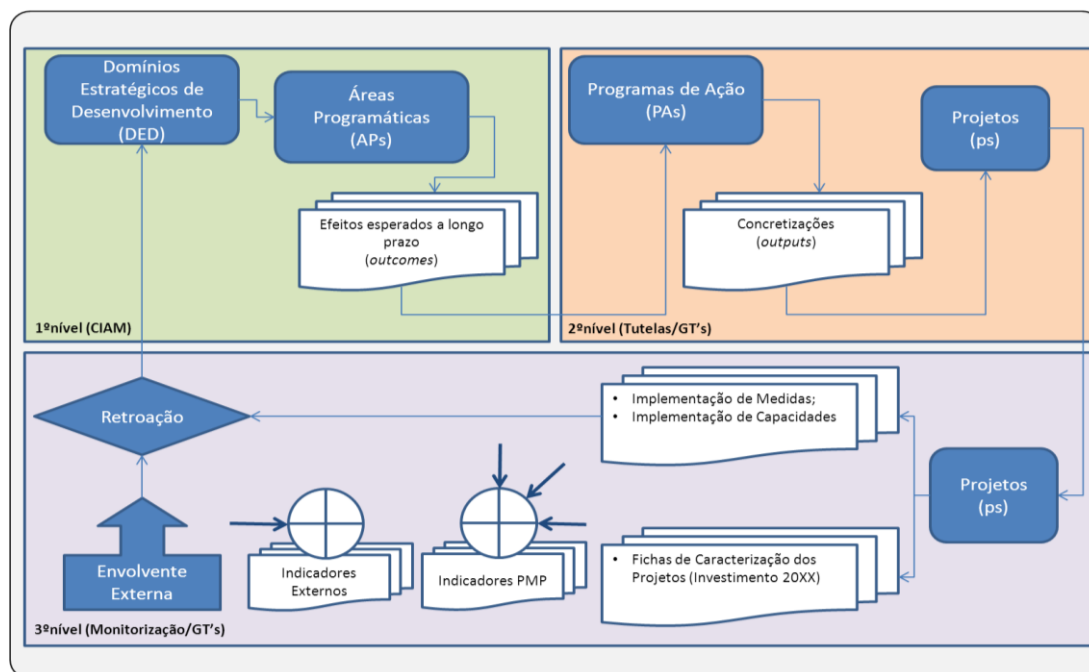 Domínios
Estratégicos de
Desenvolvimento
(DED)
Áreas
Programáticas
(APs)
Efeitos esperados a longo
prazo
(outcomes)
1ºnível (CIAM)
Programas de Ação
(PAs)
Projetos
(ps)
Concretizações
(outputs)
2ºnível (Tutelas/GT's)
Retroação
• Implementação de Medidas;
• Implementação de Capacidades
Projetos
(ps)
Envolvente
Externa
Indicadores
Externos
Indicadores PMP
• Fichas de Caracterização dos
Projetos (Investimento 20XX)
3ºnível (Monitorização/GT's)